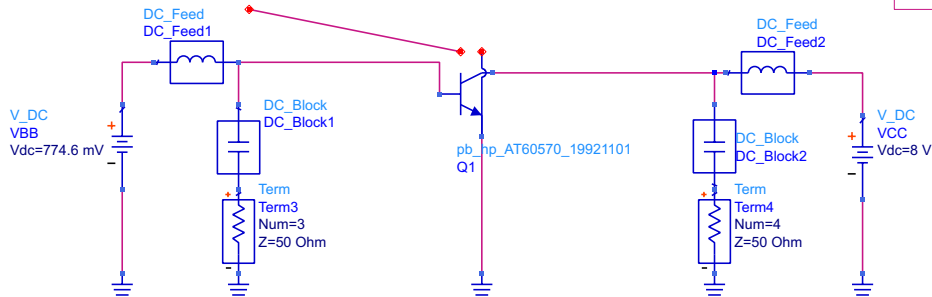 DC_Feed
DC_Feed1
DC_Feed
DC_Feed2
V_DC
VBB
Vdc=774.6 mV
+
-
DC_Block
DC_Block1
pb_hp_AT60570_19921101
Q1
DC_Block
DC_Block2
V_DC
VCC
Vdc=8 V
+
-
+
-
Term
Term3
Num=3
Z=50 Ohm
+
-
Term
Term4
Num=4
Z=50 Ohm